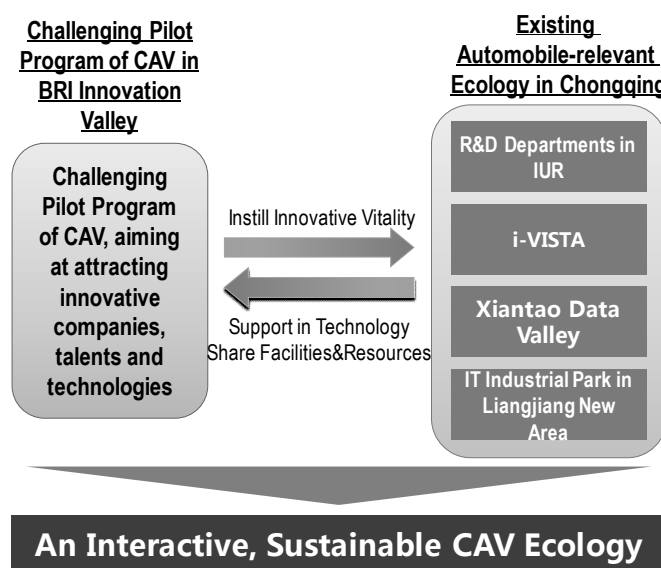 Challenging Pilot
Program of CAV in
BRI Innovation
Valley
Challenging
Pilot Program
of CAV, aiming
at attracting
innovative
companies,
talents and
technologies
Instill Innovative Vitality
Support in Technology
Share Facilities&Resources
Existing
Automobile-relevant
Ecology in Chongqing
R&D Departments in
IUR
i-VISTA
Xiantao Data
Valley
IT Industrial Park in
Liangjiang New
Area
An Interactive, Sustainable CAV Ecology